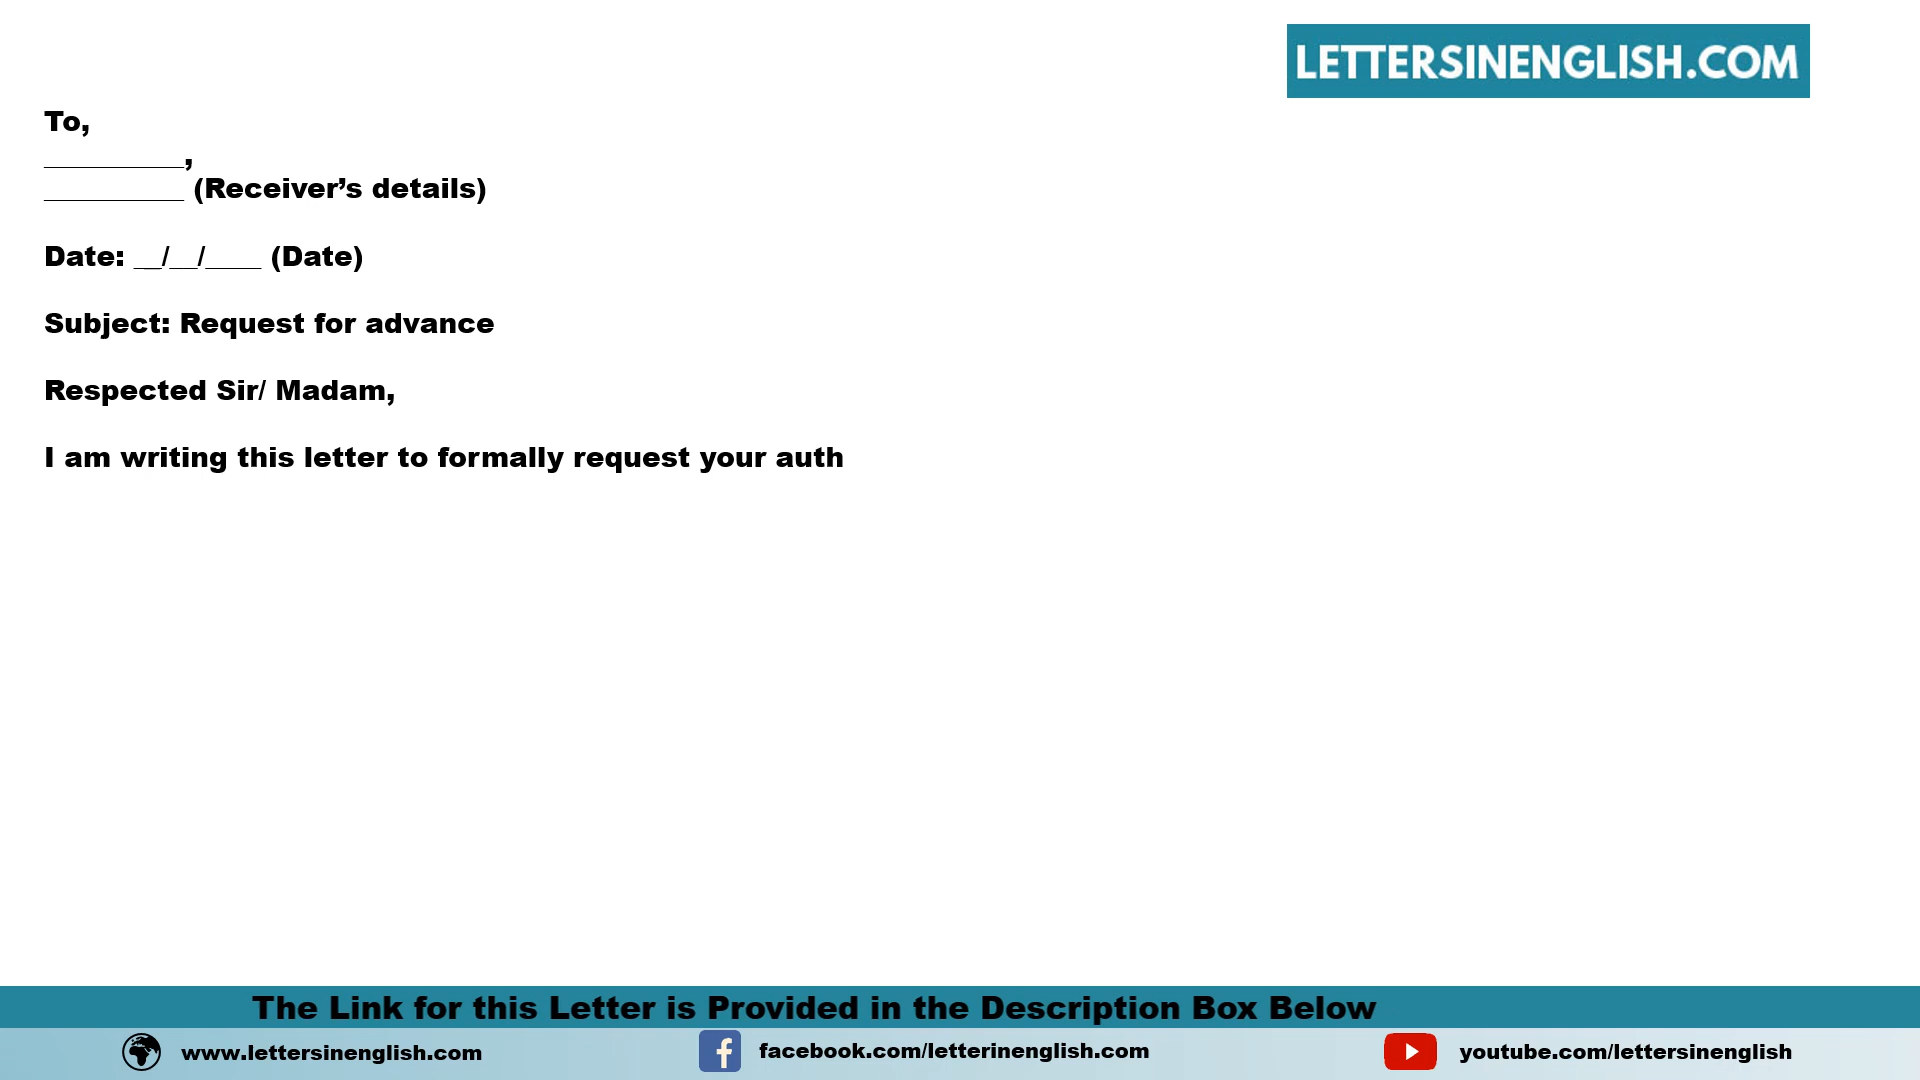 LETTERSINENGLISH.COM
To,
__________,
__________ (Receiver’s details)
Date: __/__/____ (Date)
Subject: Request for advance
Respected Sir/ Madam,
I am writing this letter to formally request your auth
The Link for this Letter is Provided in the Description Box Below
www.lettersinenglish.com
facebook.com/letterinenglish.com
youtube.com/lettersinenglish